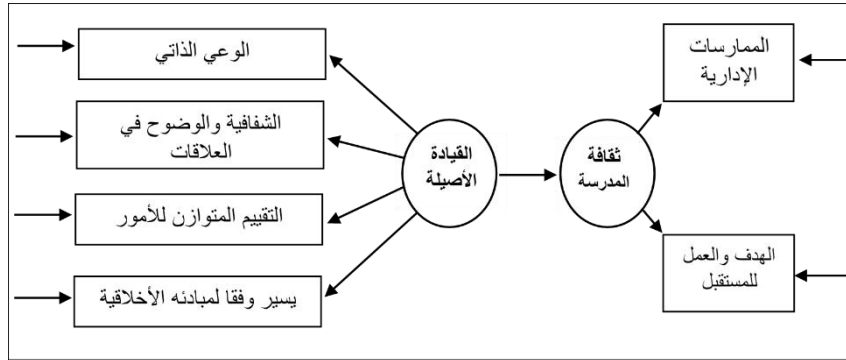 الممارسات
الإدارية
الوعي الذاتي
الشفافية والوضوح في
العلاقات
القيادة
الأصيلة
ثقافة
المدرسة
التقييم المتوازن للأمور
الهدف والعمل
للمستقبل
يسير وفقا لمبادئه الأخلاقية